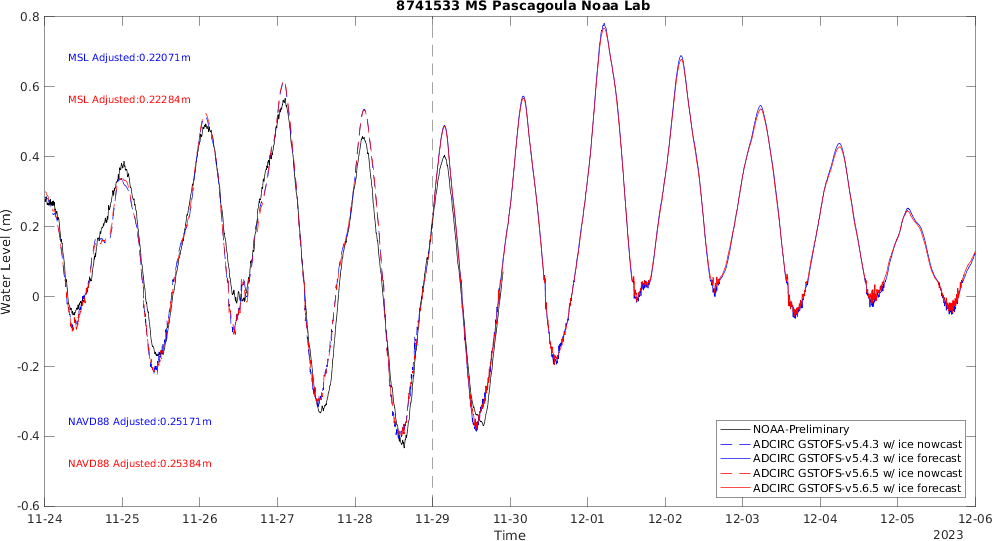 8741533 MS Pascagoula Noaa Lab
0.8
0.6
0.4
0.2
0
-0.2
-0.4
-0.6
Water Level (m)
MSL Adjusted:0.22071m
MSL Adjusted:0.22284m
NAVD88 Adjusted:0.25171m
NAVD88 Adjusted:0.25384m
NOAA-Preliminary
ADCIRC GSTOFS-v5.4.3 w/ ice nowcast
ADCIRC GSTOFS-v5.4.3 w/ ice forecast
ADCIRC GSTOFS-v5.6.5 w/ ice nowcast
ADCIRC GSTOFS-v5.6.5 w/ ice forecast
11-24 11-25 11-26 11-27 11-28 11-29 11-30 12-01 12-02 12-03 12-04 12-05 12-06
Time
2023